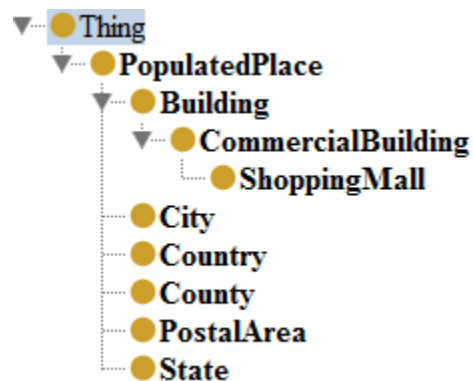 Thing
PopulatedPlace
Building
CommercialBuilding
ShoppingMall
City
Country
County
PostalArea
State